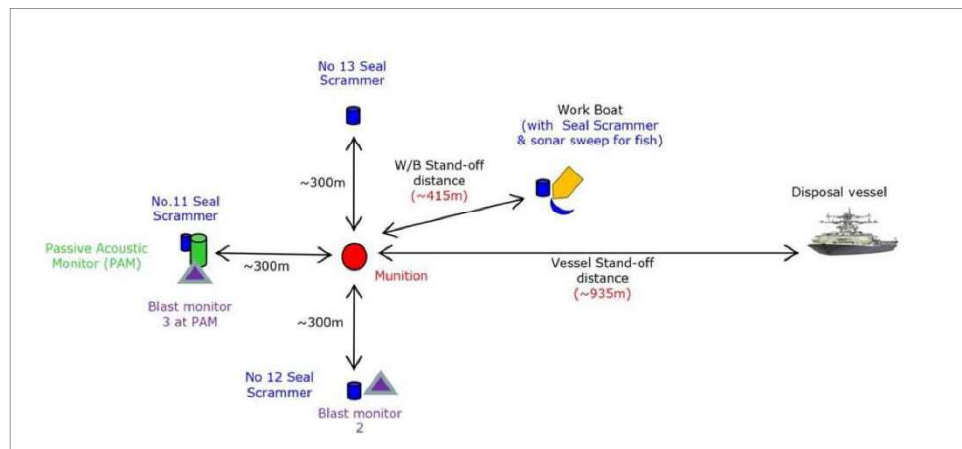 No 13 Seal
Scrammer
Work Boat
(with Seal Scrammer
& sonar sweep for fish)
~300m
W/B Stand-off
distance
(~415m)
Disposal vessel
No.11 Seal
Scrammer
Passive Acoustic
Monitor (PAM)
~300m
Munition
Vessel Stand-off
distance
(~935m)
Blast monitor
3 at PAM
~300m
No 12 Seal
Scrammer
Blast monitor
2